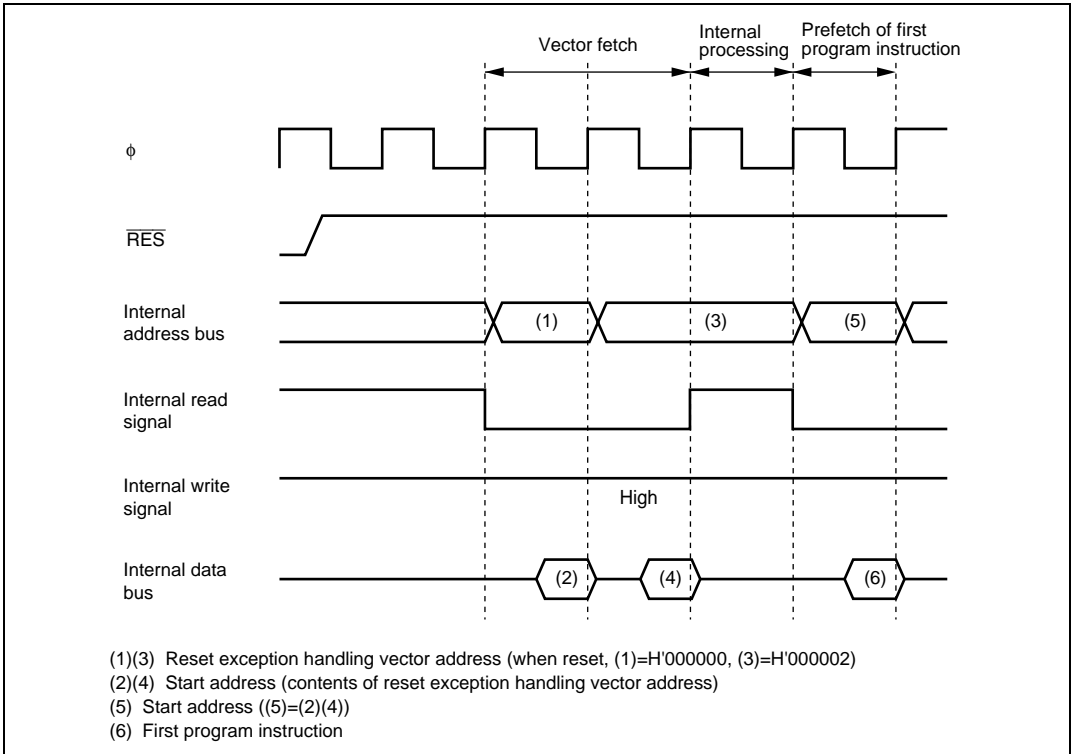 Vector fetch
Internal
processing
Prefetch of first
program instruction
φ
RES
Internal
address bus
(1)
(3)
(5)
Internal read
signal
Internal write
signal
High
Internal data
bus
(2)
(4)
(6)
(1)(3) Reset exception handling vector address (when reset, (1)=H'000000, (3)=H'000002)
(2)(4) Start address (contents of reset exception handling vector address)
(5) Start address ((5)=(2)(4))
(6) First program instruction